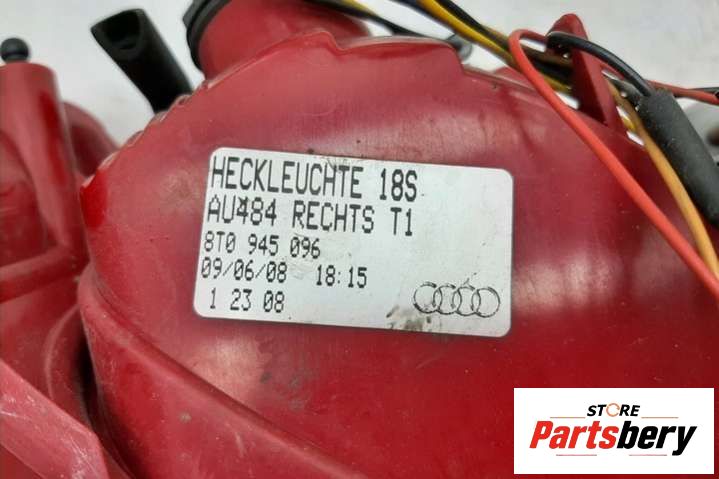 HECKLEUCHTE 18S
AU484 RECHTS T1
8T0 945 096
09/06/08 18:15
1 23 08
STORE
Partsbery